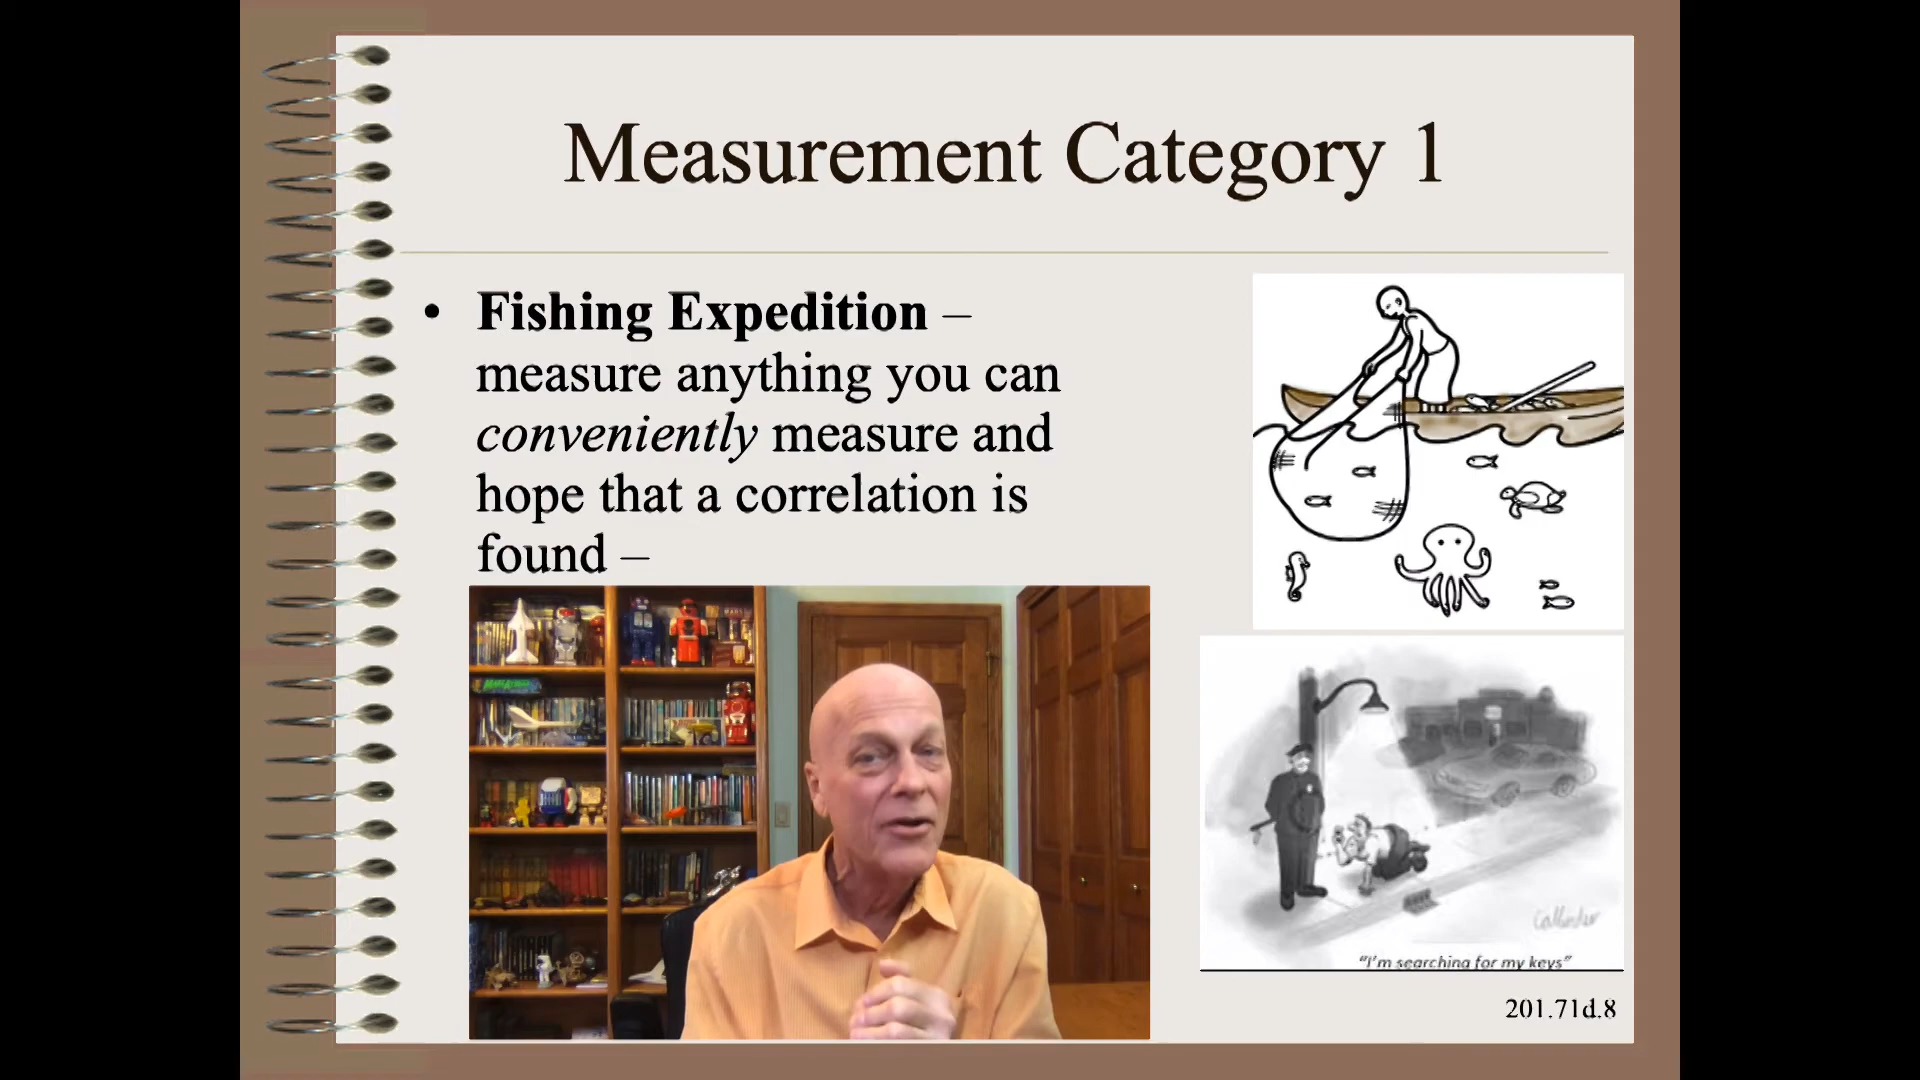 Measurement Category 1
• Fishing Expedition –
measure anything you can
conveniently measure and
hope that a correlation is
found –
"I'm searching for my keys"
201.71d.8